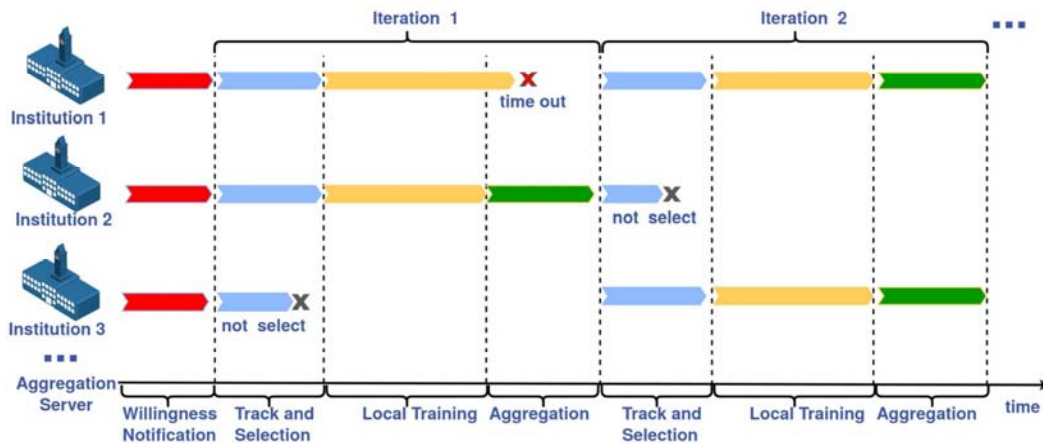 Iteration 1
Iteration 2
Institution 1
time out
Institution 2
not select
Institution 3
not select
Aggregation
Server
Willingness
Notification
Track and
Selection
Local Training
Aggregation
Track and
Selection
Local Training
Aggregation
time